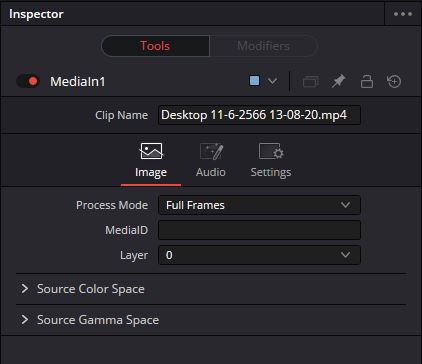 Inspector
Tools Modifiers
MediaIn1
Clip Name Desktop 11-6-2566 13-08-20.mp4
Image Audio Settings
Process Mode Full Frames
MediaID
Layer 0
Source Color Space
Source Gamma Space